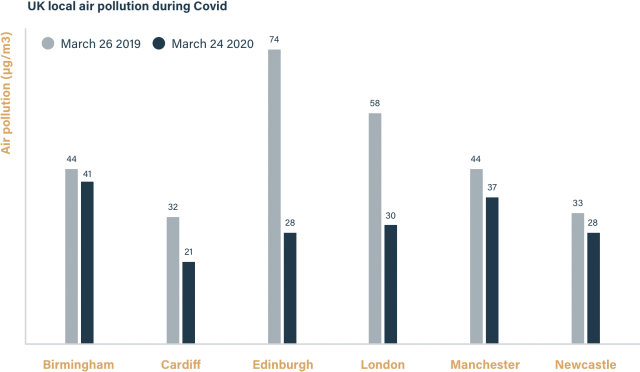 UK local air pollution during Covid
Air pollution (µg/m3)
March 26 2019 March 24 2020
44 41
32 21
74 28
58 30
44 37
33 28
Birmingham Cardiff Edinburgh London Manchester Newcastle